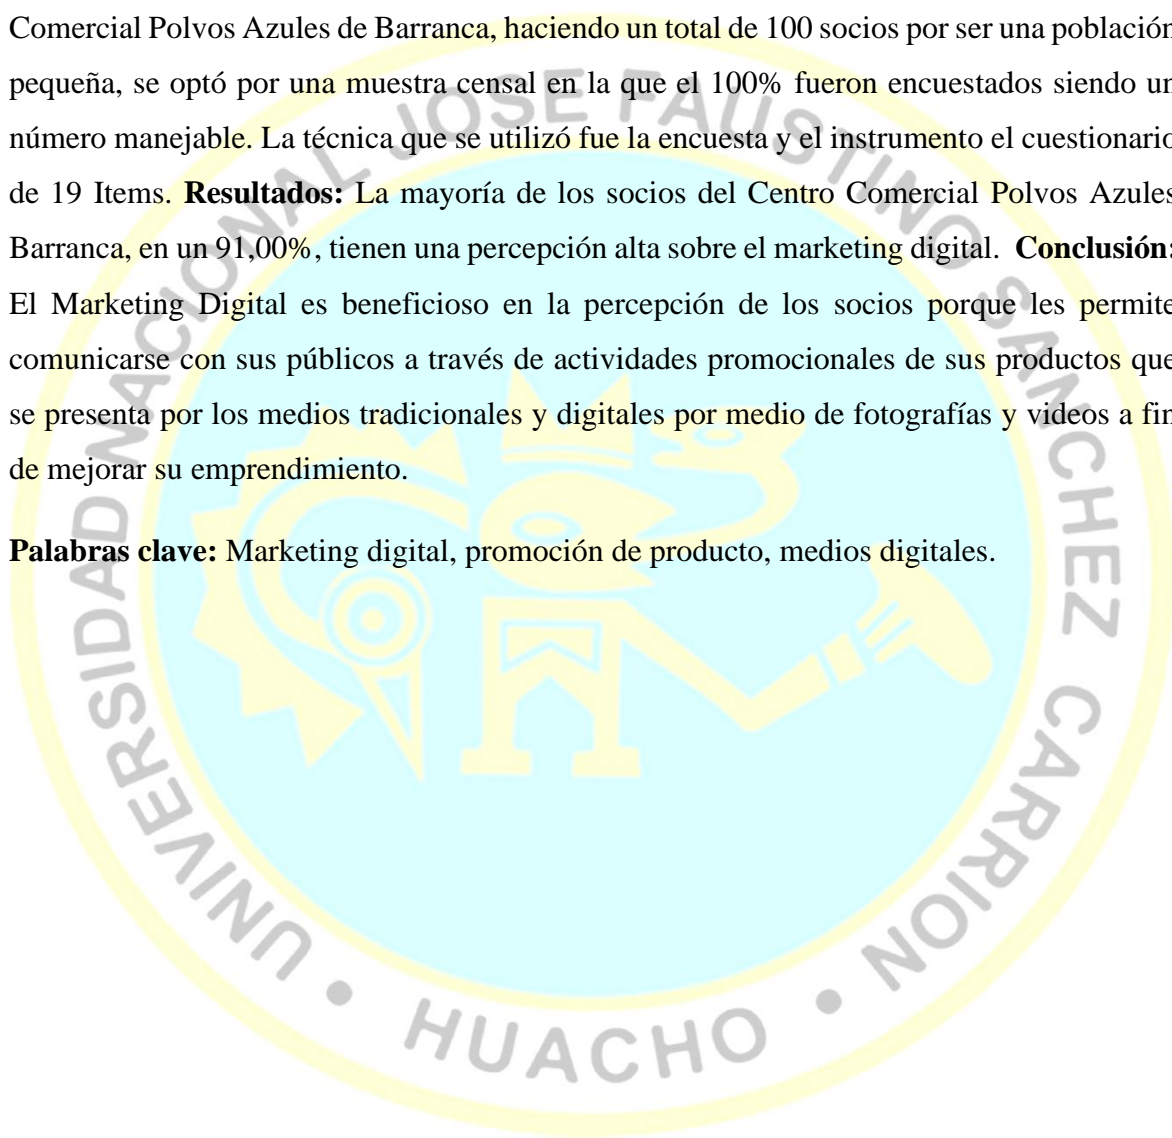 Comercial Polvos Azules de Barranca, haciendo un total de 100 socios por ser una población
pequeña, se optó por una muestra censal en la que el 100% fueron encuestados siendo un
número manejable. La técnica que se utilizó fue la encuesta y el instrumento el cuestionario
de 19 Items. Resultados: La mayoría de los socios del Centro Comercial Polvos Azules
Barranca, en un 91,00%, tienen una percepción alta sobre el marketing digital. Conclusión:
El Marketing Digital es beneficioso en la percepción de los socios porque les permite
comunicarse con sus públicos a través de actividades promocionales de sus productos que
se presenta por los medios tradicionales y digitales por medio de fotografías y videos a fin
de mejorar su emprendimiento.
Palabras clave: Marketing digital, promoción de producto, medios digitales.
UNIVERSIDAD NACIONAL JOSE FAUSTINO SANCHEZ CARRION
• HUACHO •